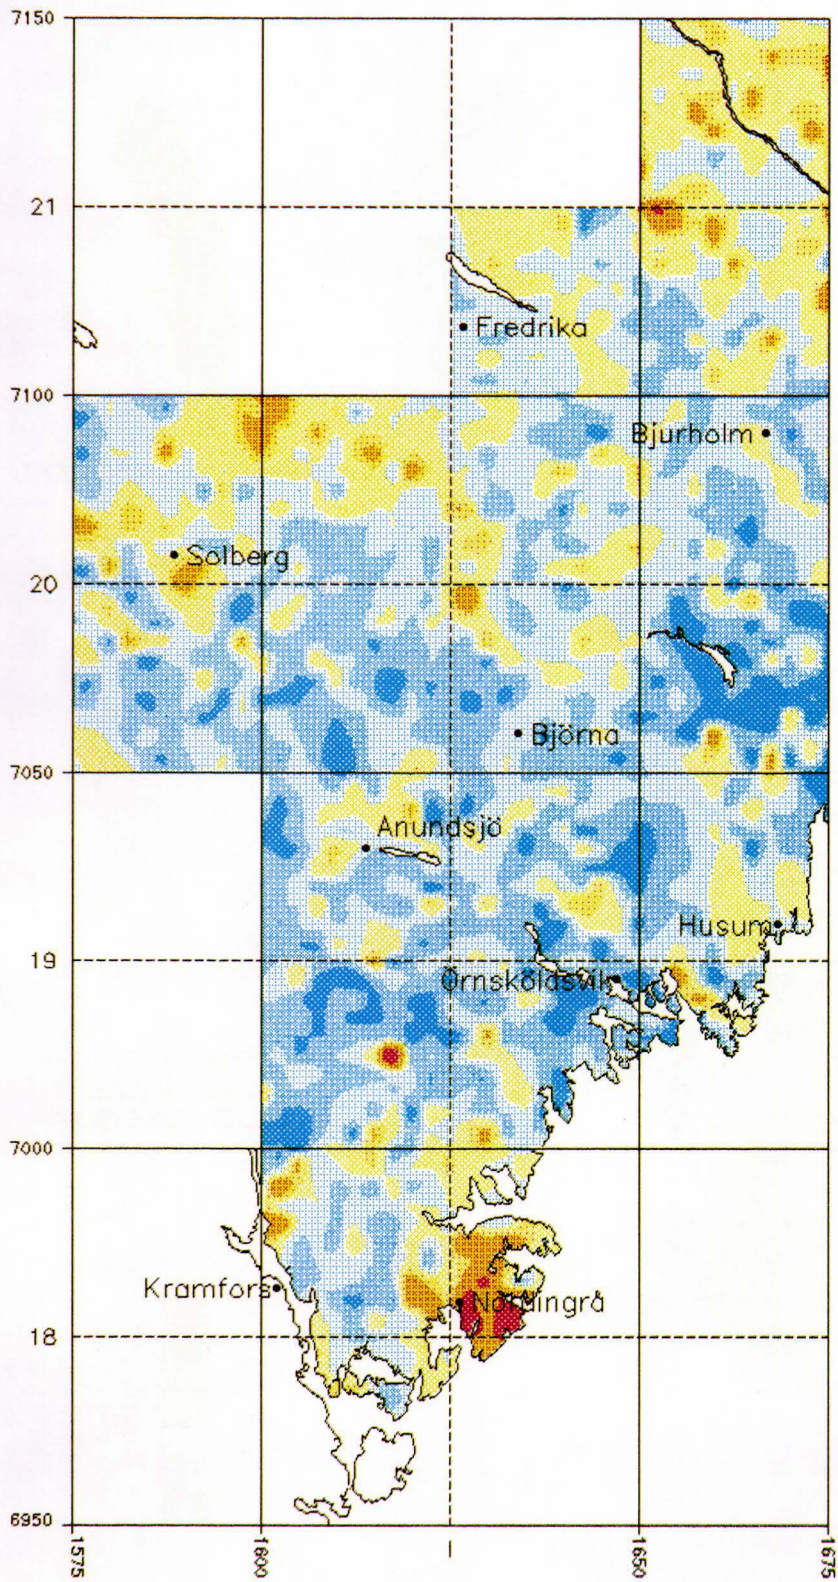 7150
21
Fredrika
7100
Bjurholm
Solberg
20
Björna
7050
Anundsjö
Husum
19
Örnsköldsvik
7000
Kramfors
Nordingrå
18
6950
1575
1600
I
1650
1675